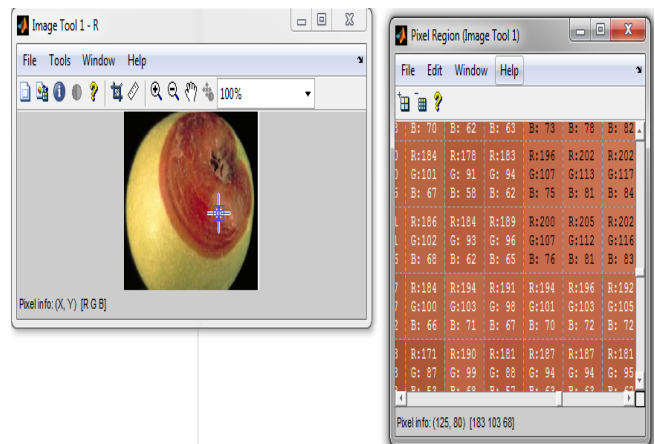 Image Tool 1 - R
File Tools Window Help
100%
Pixel info: (X, Y) [R G B]
Pixel Region (Image Tool 1)
File Edit Window Help
B: 70 B: 62 B: 63 B: 73 B: 78 B: 82
R:184 R:178 R:183 R:196 R:202 R:202
G:101 G: 91 G: 94 G:107 G:113 G:117
B: 67 B: 58 B: 62 B: 75 B: 81 B: 84
R:186 R:184 R:189 R:200 R:205 R:202
G:102 G: 93 G: 96 G:107 G:112 G:116
B: 68 B: 62 B: 65 B: 76 B: 81 B: 83
R:184 R:194 R:191 R:194 R:196 R:192
G:100 G:103 G: 98 G:101 G:103 G:105
B: 66 B: 71 B: 67 B: 70 B: 72 B: 72
R:171 R:190 R:181 R:187 R:187 R:181
G: 87 G: 99 G: 88 G: 94 G: 94 G: 95
Pixel info: (125, 80) [183 103 68]